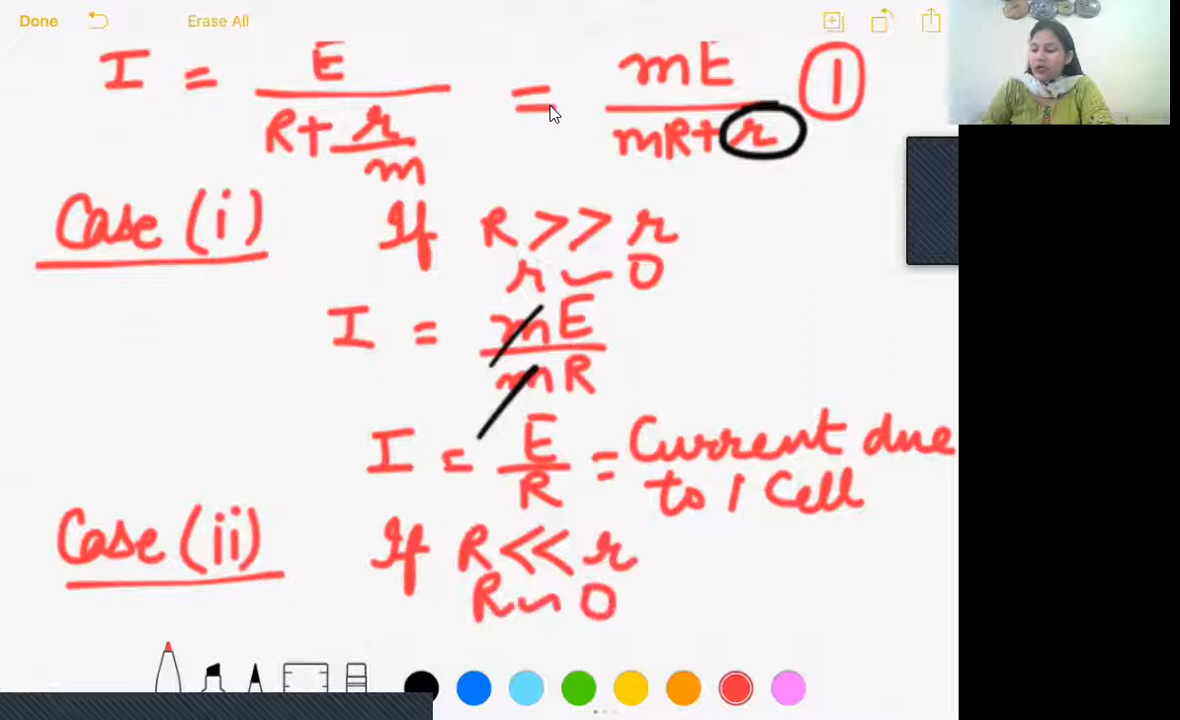 Done Erase All
I = E / (R + r/m) = mE / (mR + r) ①
Case (i) If R >> r
r ∽ 0
I = mE / mR
I = E / R = Current due
to 1 Cell
Case (ii) If R << r
R ∽ 0